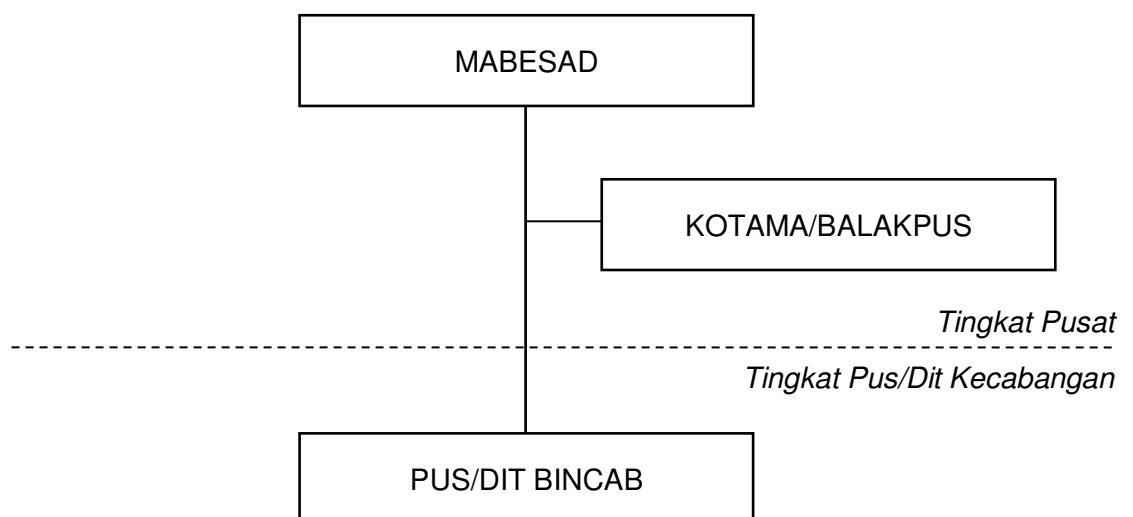 MABESAD
KOTAMA/BALAKPUS
Tingkat Pusat
Tingkat Pus/Dit Kecabangan
PUS/DIT BINCAB